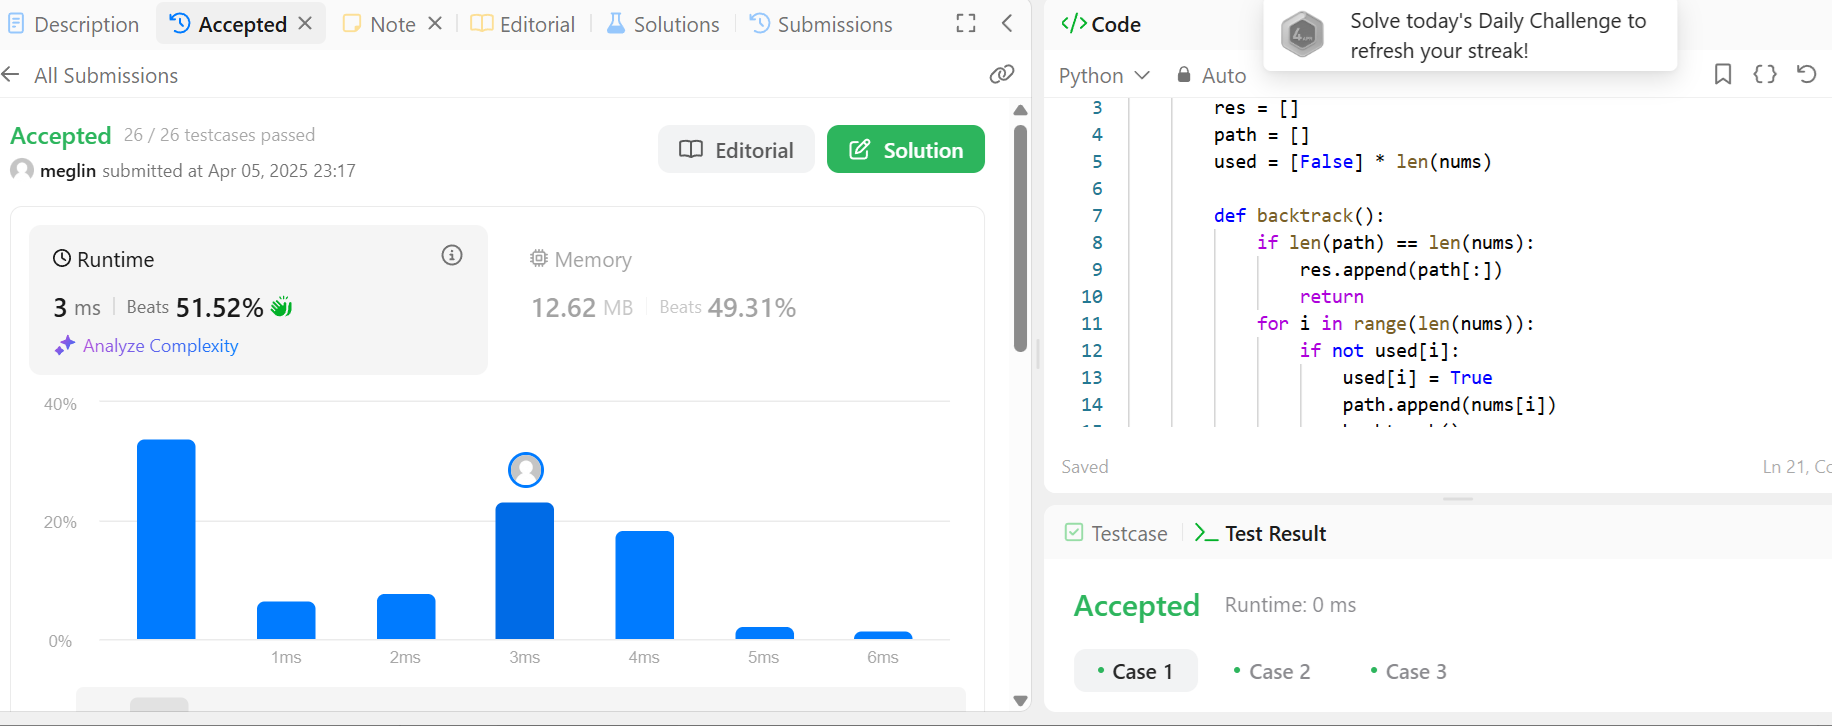 Description
Accepted
Note
Editorial
Solutions
Submissions
All Submissions
Accepted 26 / 26 testcases passed
meglin submitted at Apr 05, 2025 23:17
Editorial
Solution
Runtime
3 ms Beats 51.52%
Analyze Complexity
Memory
12.62 MB Beats 49.31%
40%
20%
0%
1ms 2ms 3ms 4ms 5ms 6ms
</> Code
Solve today's Daily Challenge to
refresh your streak!
Python Auto
3 res = []
4 path = []
5 used = [False] * len(nums)
6
7 def backtrack():
8 if len(path) == len(nums):
9 res.append(path[:])
10 return
11 for i in range(len(nums)):
12 if not used[i]:
13 used[i] = True
14 path.append(nums[i])
Saved
Ln 21,
Testcase
Test Result
Accepted Runtime: 0 ms
Case 1
Case 2
Case 3